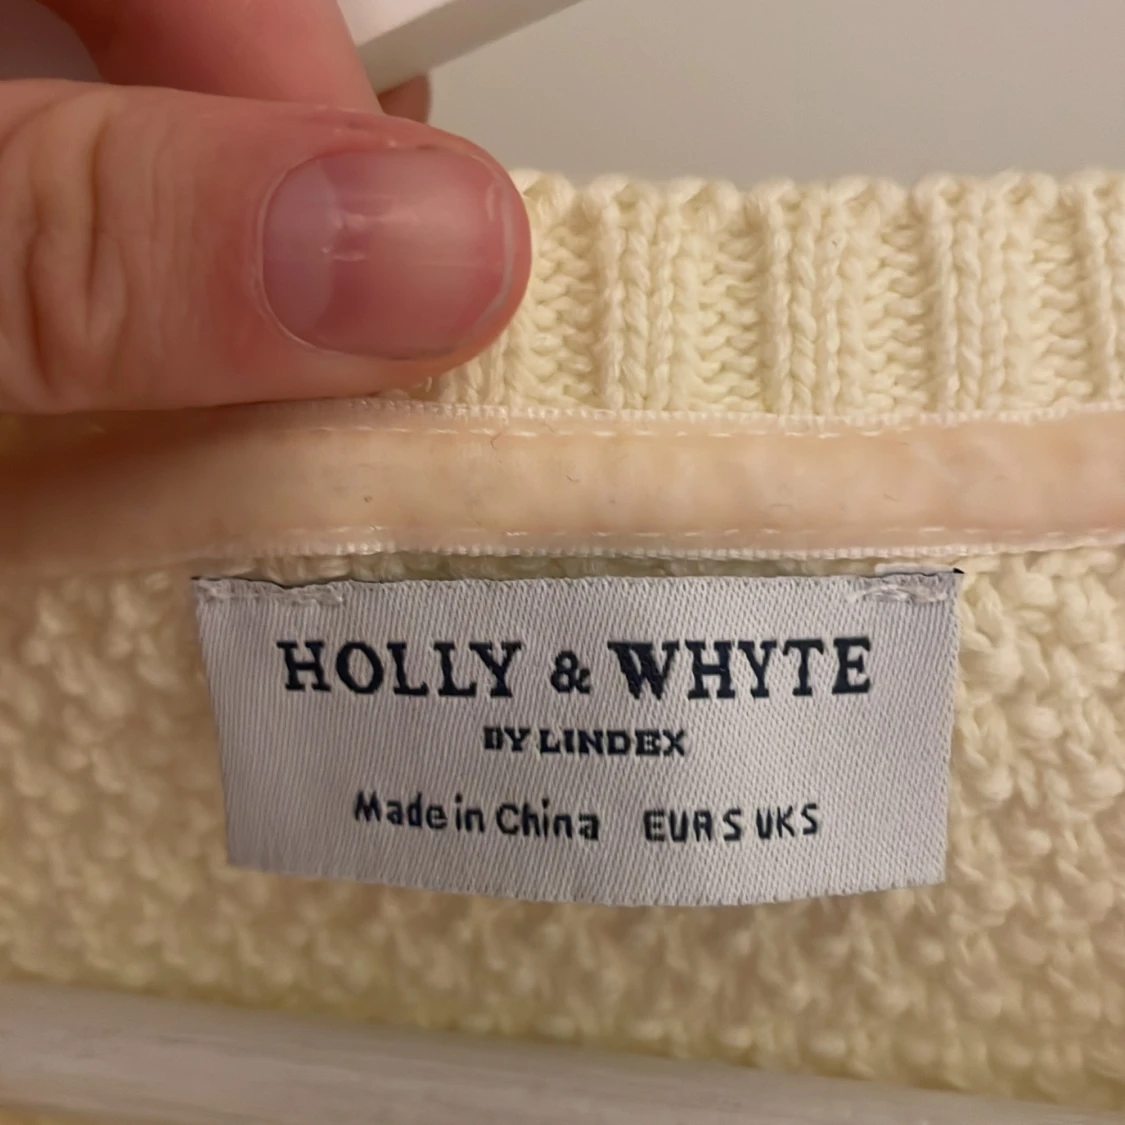 HOLLY & WHYTE
BY LINDEX
Made in China EUR S UK S